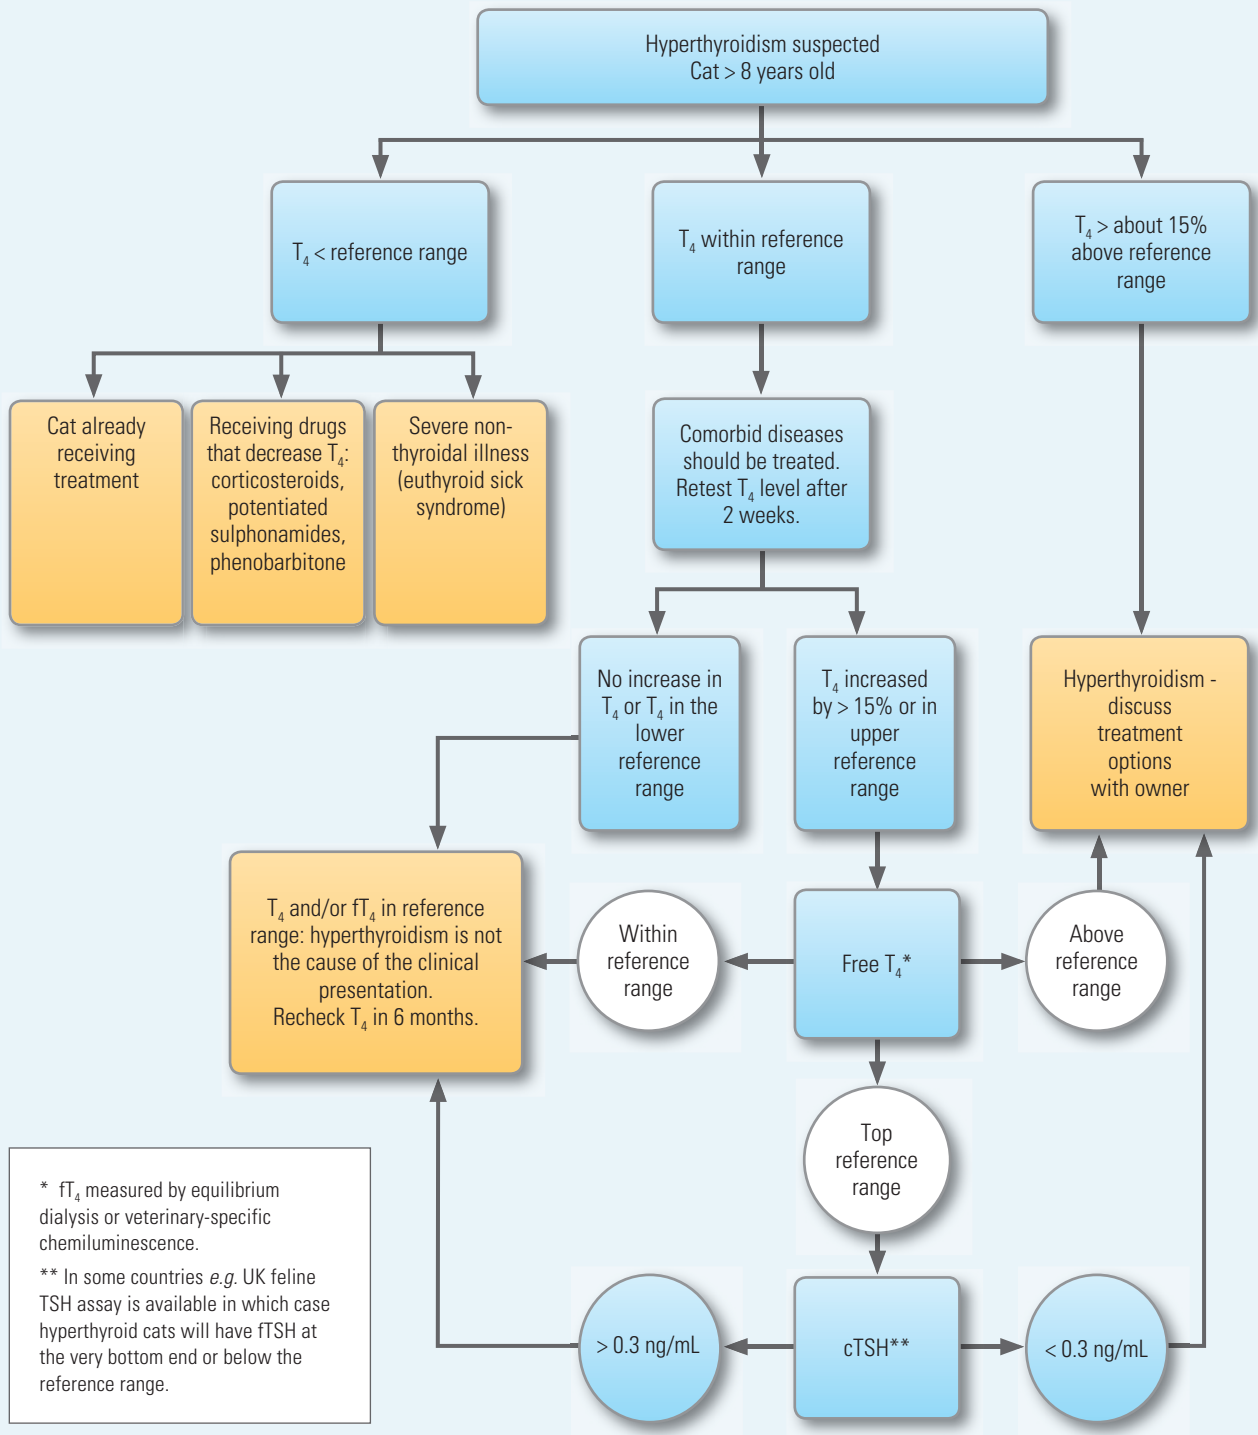 Hyperthyroidism suspected
Cat > 8 years old
T₄ < reference range
T₄ within reference
range
T₄ > about 15%
above reference
range
Cat already
receiving
treatment
Receiving drugs
that decrease T₄:
corticosteroids,
potentiated
sulphonamides,
phenobarbitone
Severe non-
thyroidal illness
(euthyroid sick
syndrome)
Comorbid diseases
should be treated.
Retest T₄ level after
2 weeks.
No increase in
T₄ or T₄ in the
lower
reference
range
T₄ increased
by > 15% or in
upper
reference
range
Hyperthyroidism -
discuss
treatment
options
with owner
T₄ and/or fT₄ in reference
range: hyperthyroidism is not
the cause of the clinical
presentation.
Recheck T₄ in 6 months.
Within
reference
range
Free T₄*
Above
reference
range
Top
reference
range
> 0.3 ng/mL
cTSH**
< 0.3 ng/mL
* fT₄ measured by equilibrium
dialysis or veterinary-specific
chemiluminescence.
** In some countries e.g. UK feline
TSH assay is available in which case
hyperthyroid cats will have fTSH at
the very bottom end or below the
reference range.